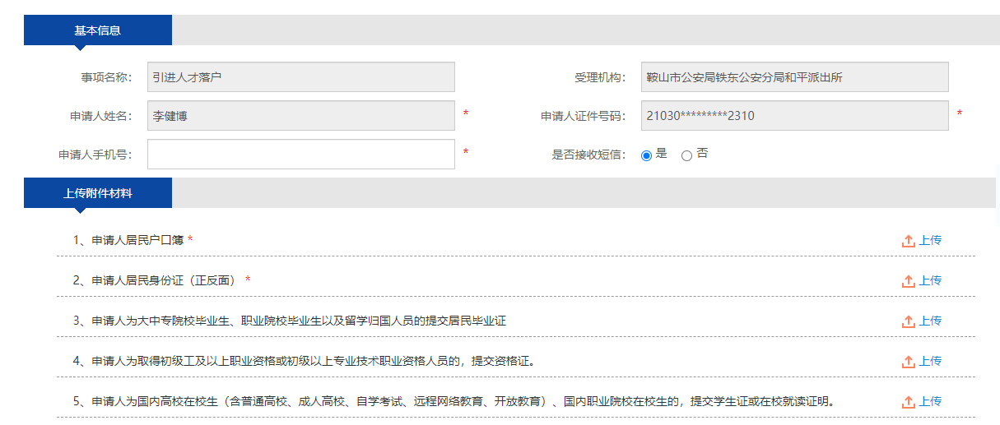 基本信息
事项名称： 引进人才落户 受理机构： 鞍山市公安局铁东公安分局和平派出所
申请人姓名： 李健博 * 申请人证件号码： 21030*********2310 *
申请人手机号： * 是否接收短信： 是 否
上传附件材料
1、申请人居民户口簿 * 上传
2、申请人居民身份证（正反面） * 上传
3、申请人为大中专院校毕业生、职业院校毕业生以及留学归国人员的提交居民毕业证 上传
4、申请人为取得初级工及以上职业资格或初级以上专业技术职业资格人员的，提交资格证。 上传
5、申请人为国内高校在校生（含普通高校、成人高校、自学考试、远程网络教育、开放教育）、国内职业院校在校生的，提交学生证或在校就读证明。 上传